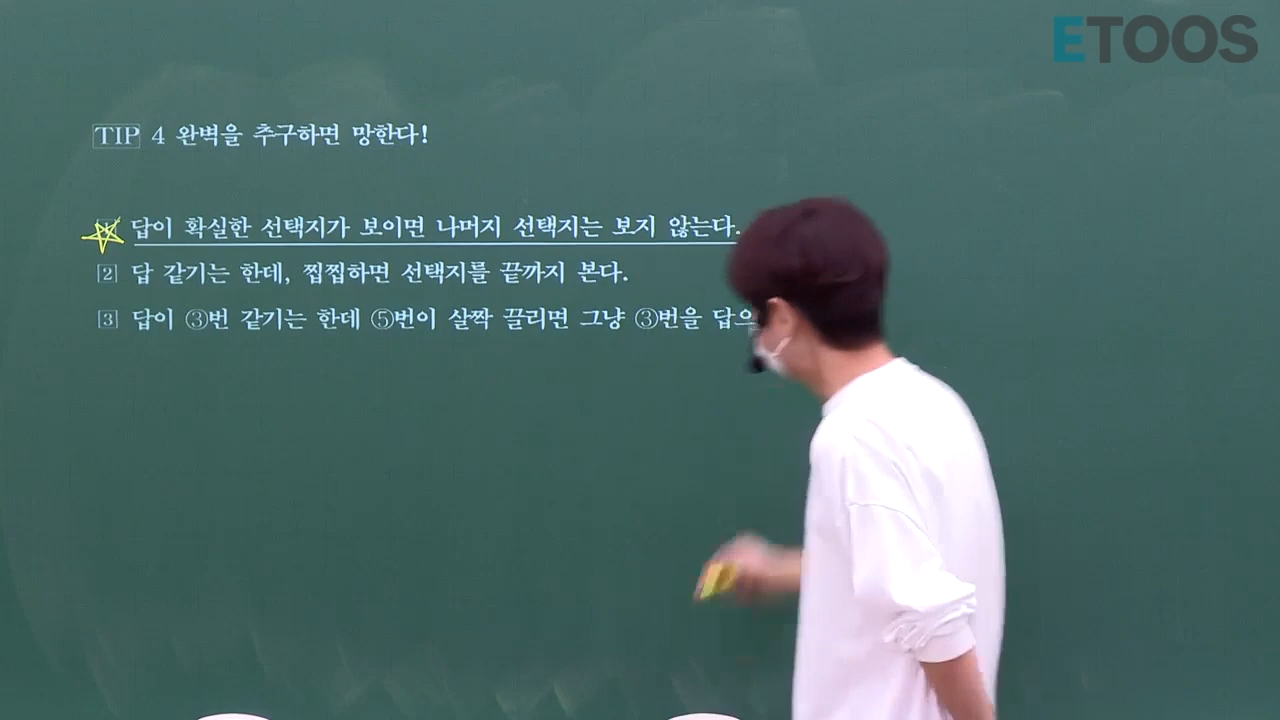 ETOOS
TIP 4 완벽을 추구하면 망한다!
답이 확실한 선택지가 보이면 나머지 선택지는 보지 않는다.
2 답 같기는 한데, 찝찝하면 선택지를 끝까지 본다.
3 답이 ③번 같기는 한데 ⑤번이 살짝 끌리면 그냥 ③번을